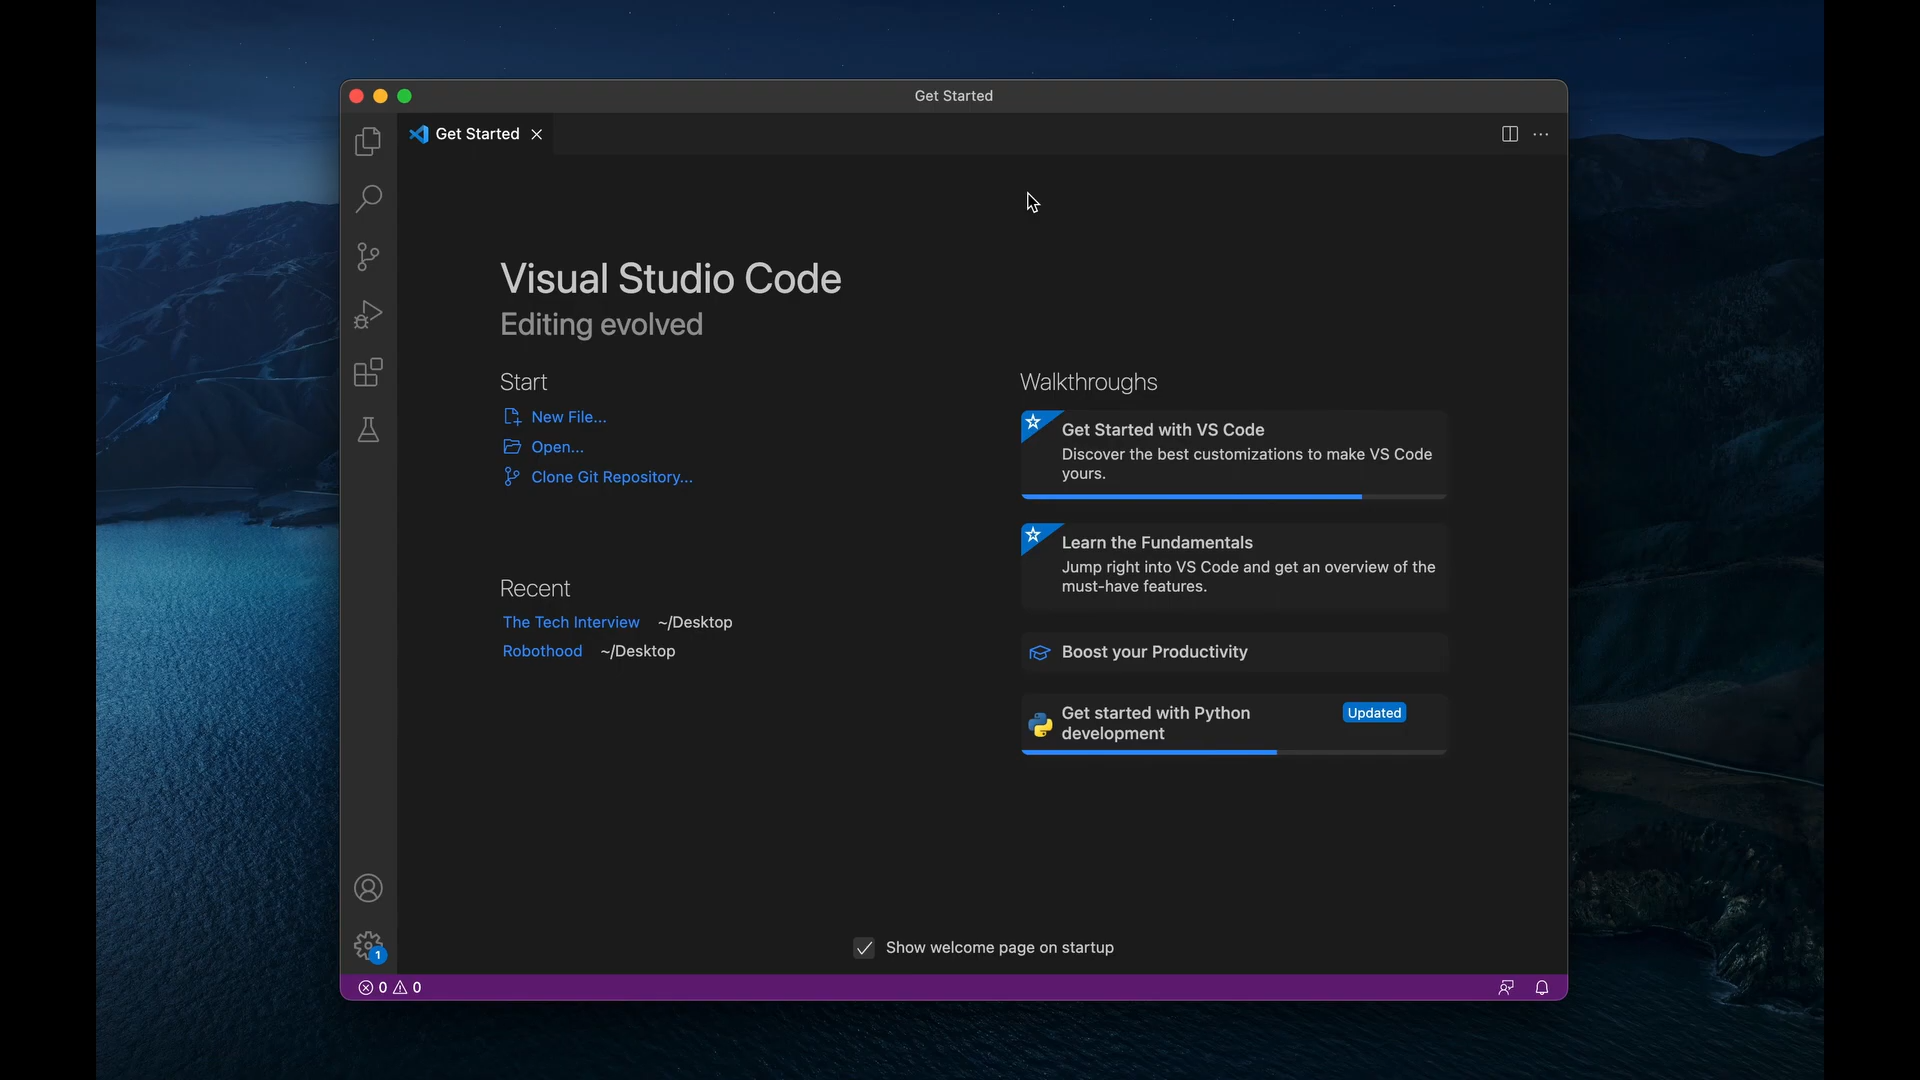 Get Started
Get Started
Visual Studio Code
Editing evolved
Start
New File...
Open...
Clone Git Repository...
Recent
The Tech Interview ~/Desktop
Robothood ~/Desktop
Walkthroughs
Get Started with VS Code
Discover the best customizations to make VS Code
yours.
Learn the Fundamentals
Jump right into VS Code and get an overview of the
must-have features.
Boost your Productivity
Get started with Python
development
Updated
Show welcome page on startup
1
0 0